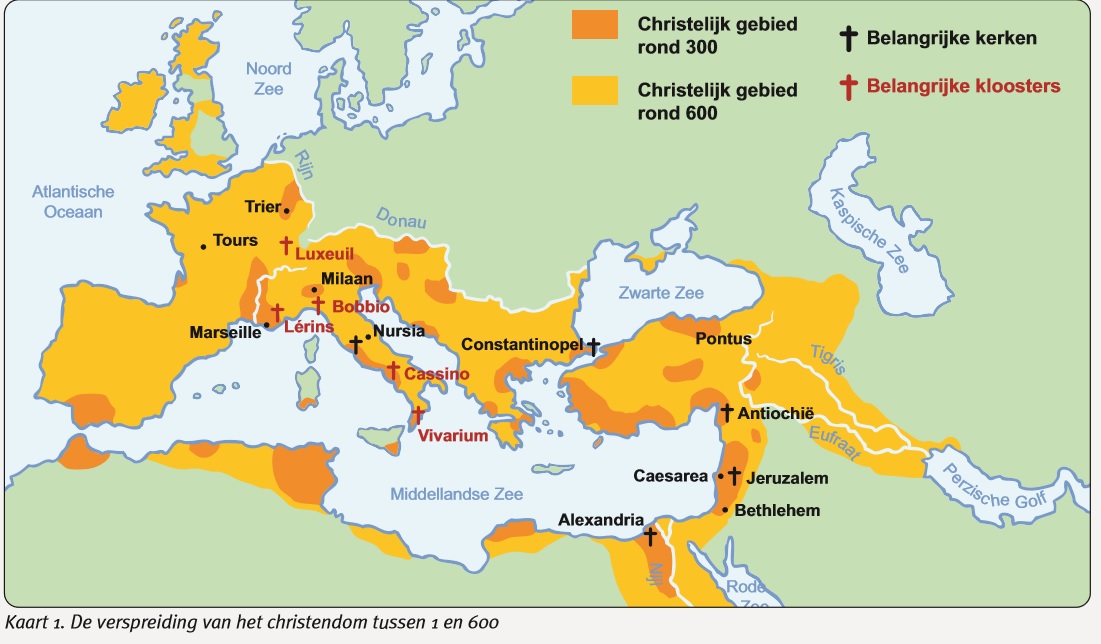 Christelijk gebied
rond 300
Christelijk gebied
rond 600
Belangrijke kerken
Belangrijke kloosters
Noord
Zee
Atlantische
Oceaan
Rijn
Donau
Kaspische Zee
Trier
Tours
Luxeuil
Milaan
Bobbio
Zwarte Zee
Marseille
Lérins
Nursia
Constantinopel
Pontus
Tigris
Cassino
Antiochië
Vivarium
Eufraat
Caesarea
Jeruzalem
Perzische Golf
Middellandse Zee
Bethlehem
Alexandria
Nijl
Rode
Zee
Kaart 1. De verspreiding van het christendom tussen 1 en 600